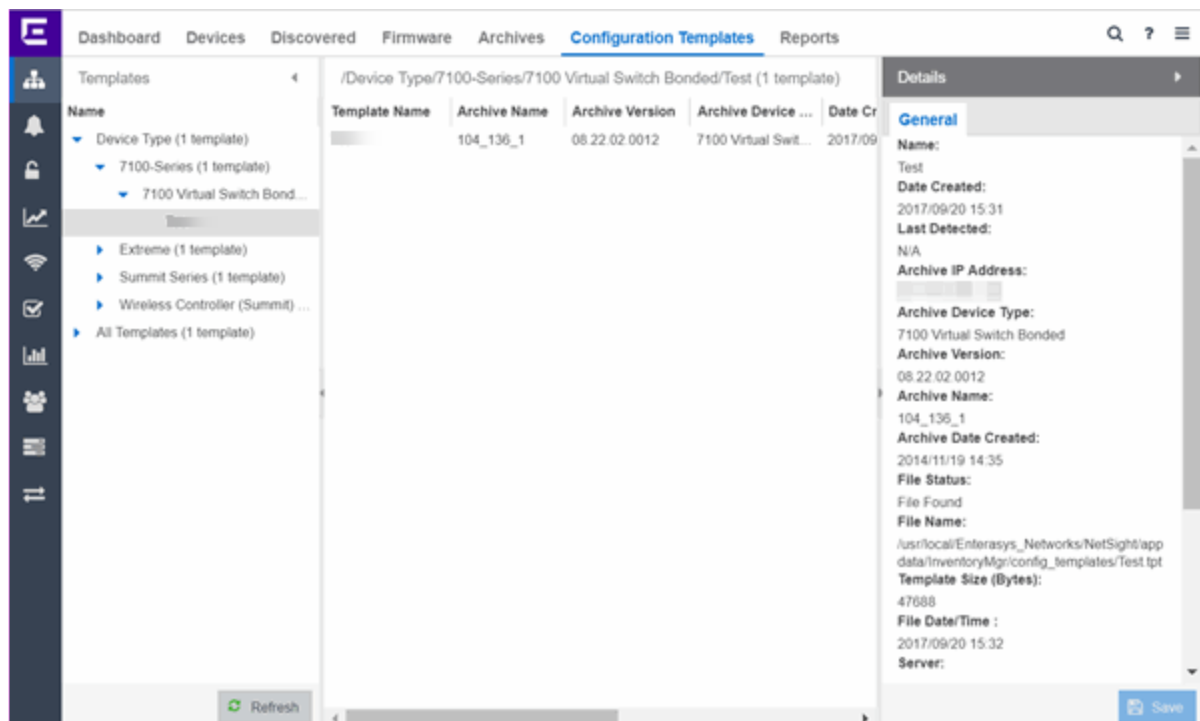 Dashboard Devices Discovered Firmware Archives Configuration Templates Reports ?
Templates
Name
Device Type (1 template)
7100-Series (1 template)
7100 Virtual Switch Bond...
Extreme (1 template)
Summit Series (1 template)
Wireless Controller (Summit) ...
All Templates (1 template)
Refresh
/Device Type/7100-Series/7100 Virtual Switch Bonded/Test (1 template)
Template Name Archive Name Archive Version Archive Device ... Date Cr
104_136_1 08.22.02.0012 7100 Virtual Swit... 2017/09
Details
General
Name:
Test
Date Created:
2017/09/20 15:31
Last Detected:
N/A
Archive IP Address:
Archive Device Type:
7100 Virtual Switch Bonded
Archive Version:
08.22.02.0012
Archive Name:
104_136_1
Archive Date Created:
2014/11/19 14:35
File Status:
File Found
File Name:
/usr/local/Enterasys_Networks/NetSight/app
data/InventoryMgr/config_templates/Test.tpt
Template Size (Bytes):
47688
File Date/Time :
2017/09/20 15:32
Server:
Save